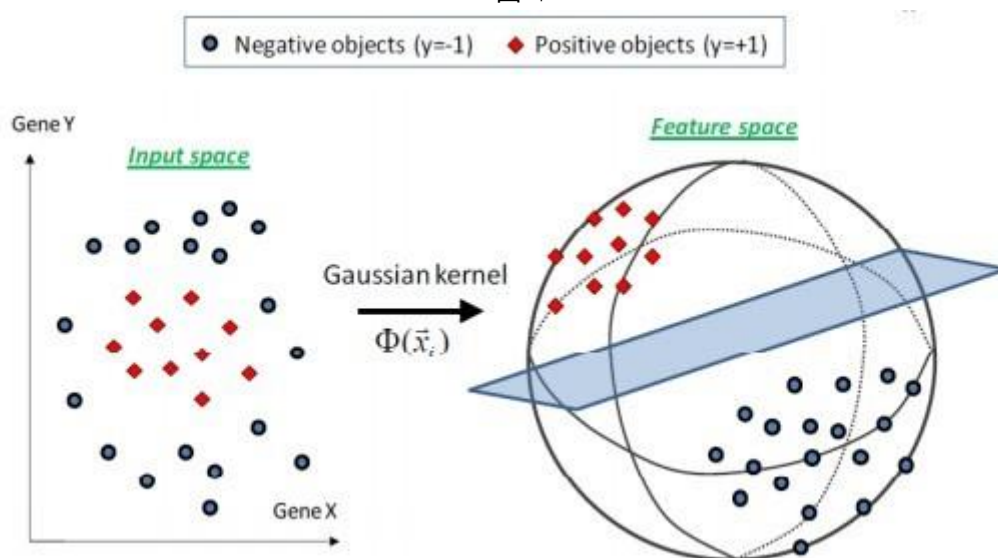 Negative objects (y=-1) Positive objects (y=+1)
Gene Y
Input space
Feature space
Gaussian kernel
Φ(x⃗ᵢ)
Gene X